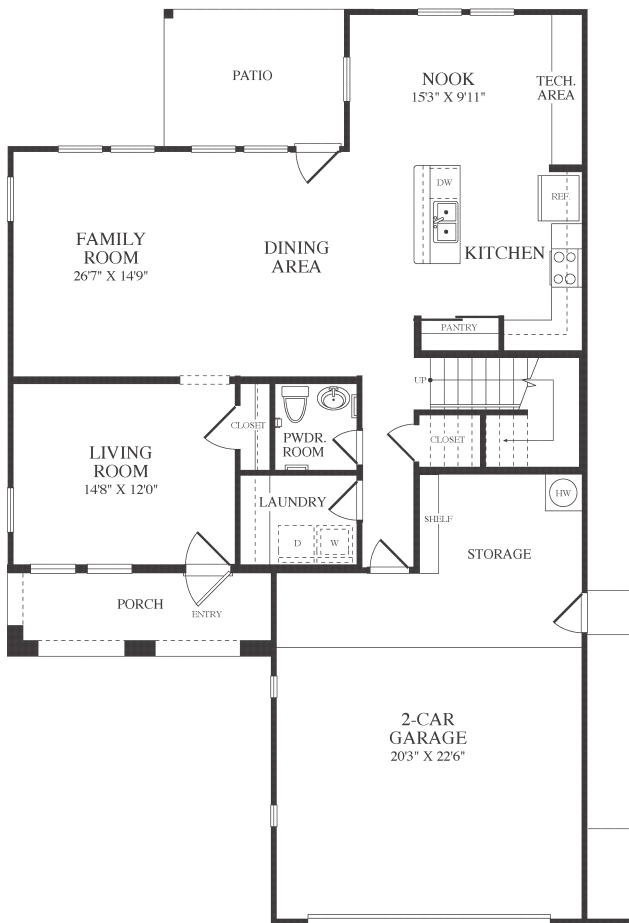 PATIO
NOOK
15'3" X 9'11"
TECH.
AREA
DW
REF.
FAMILY
ROOM
26'7" X 14'9"
DINING
AREA
KITCHEN
PANTRY
UP
CLOSET
PWDR.
ROOM
CLOSET
LIVING
ROOM
14'8" X 12'0"
LAUNDRY
D
W
SHELF
HW
STORAGE
PORCH
ENTRY
2-CAR
GARAGE
20'3" X 22'6"